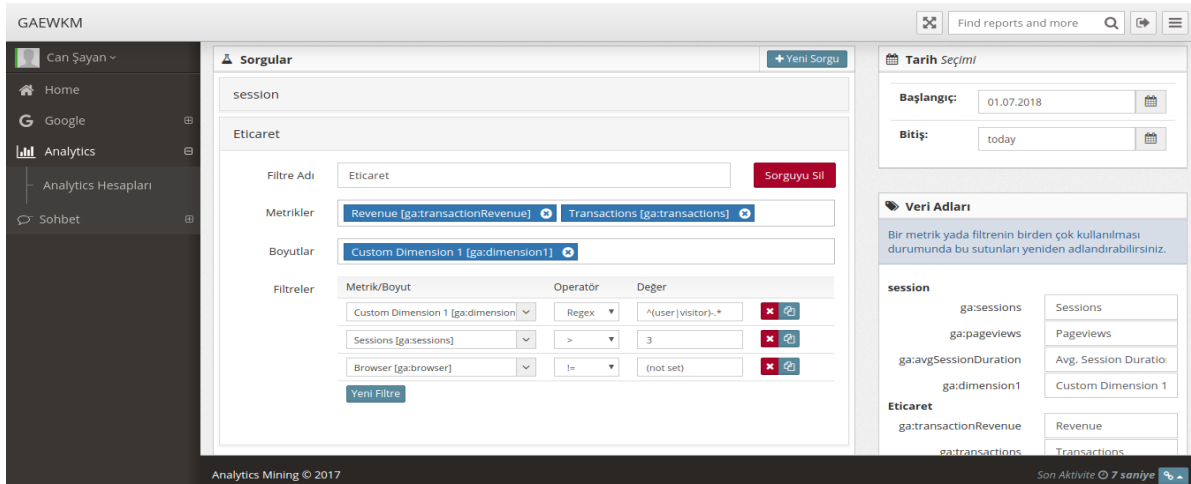 GAEWKM
Find reports and more
Can Şayan
Home
Google
Analytics
Analytics Hesapları
Sohbet
Sorgular
+ Yeni Sorgu
session
Eticaret
Filtre Adı
Eticaret
Sorguyu Sil
Metrikler
Revenue [ga:transactionRevenue] Transactions [ga:transactions]
Boyutlar
Custom Dimension 1 [ga:dimension1]
Filtreler
Metrik/Boyut Operatör Değer
Custom Dimension 1 [ga:dimension Regex ^(user|visitor)-.*
Sessions [ga:sessions] > 3
Browser [ga:browser] != (not set)
Yeni Filtre
Tarih Seçimi
Başlangıç: 01.07.2018
Bitiş: today
Veri Adları
Bir metrik yada filtrenin birden çok kullanılması
durumunda bu sutunları yeniden adlandırabilirsiniz.
session
ga:sessions Sessions
ga:pageviews Pageviews
ga:avgSessionDuration Avg. Session Duratio
ga:dimension1 Custom Dimension 1
Eticaret
ga:transactionRevenue Revenue
ga:transactions Transactions
Analytics Mining © 2017
Son Aktivite 7 saniye